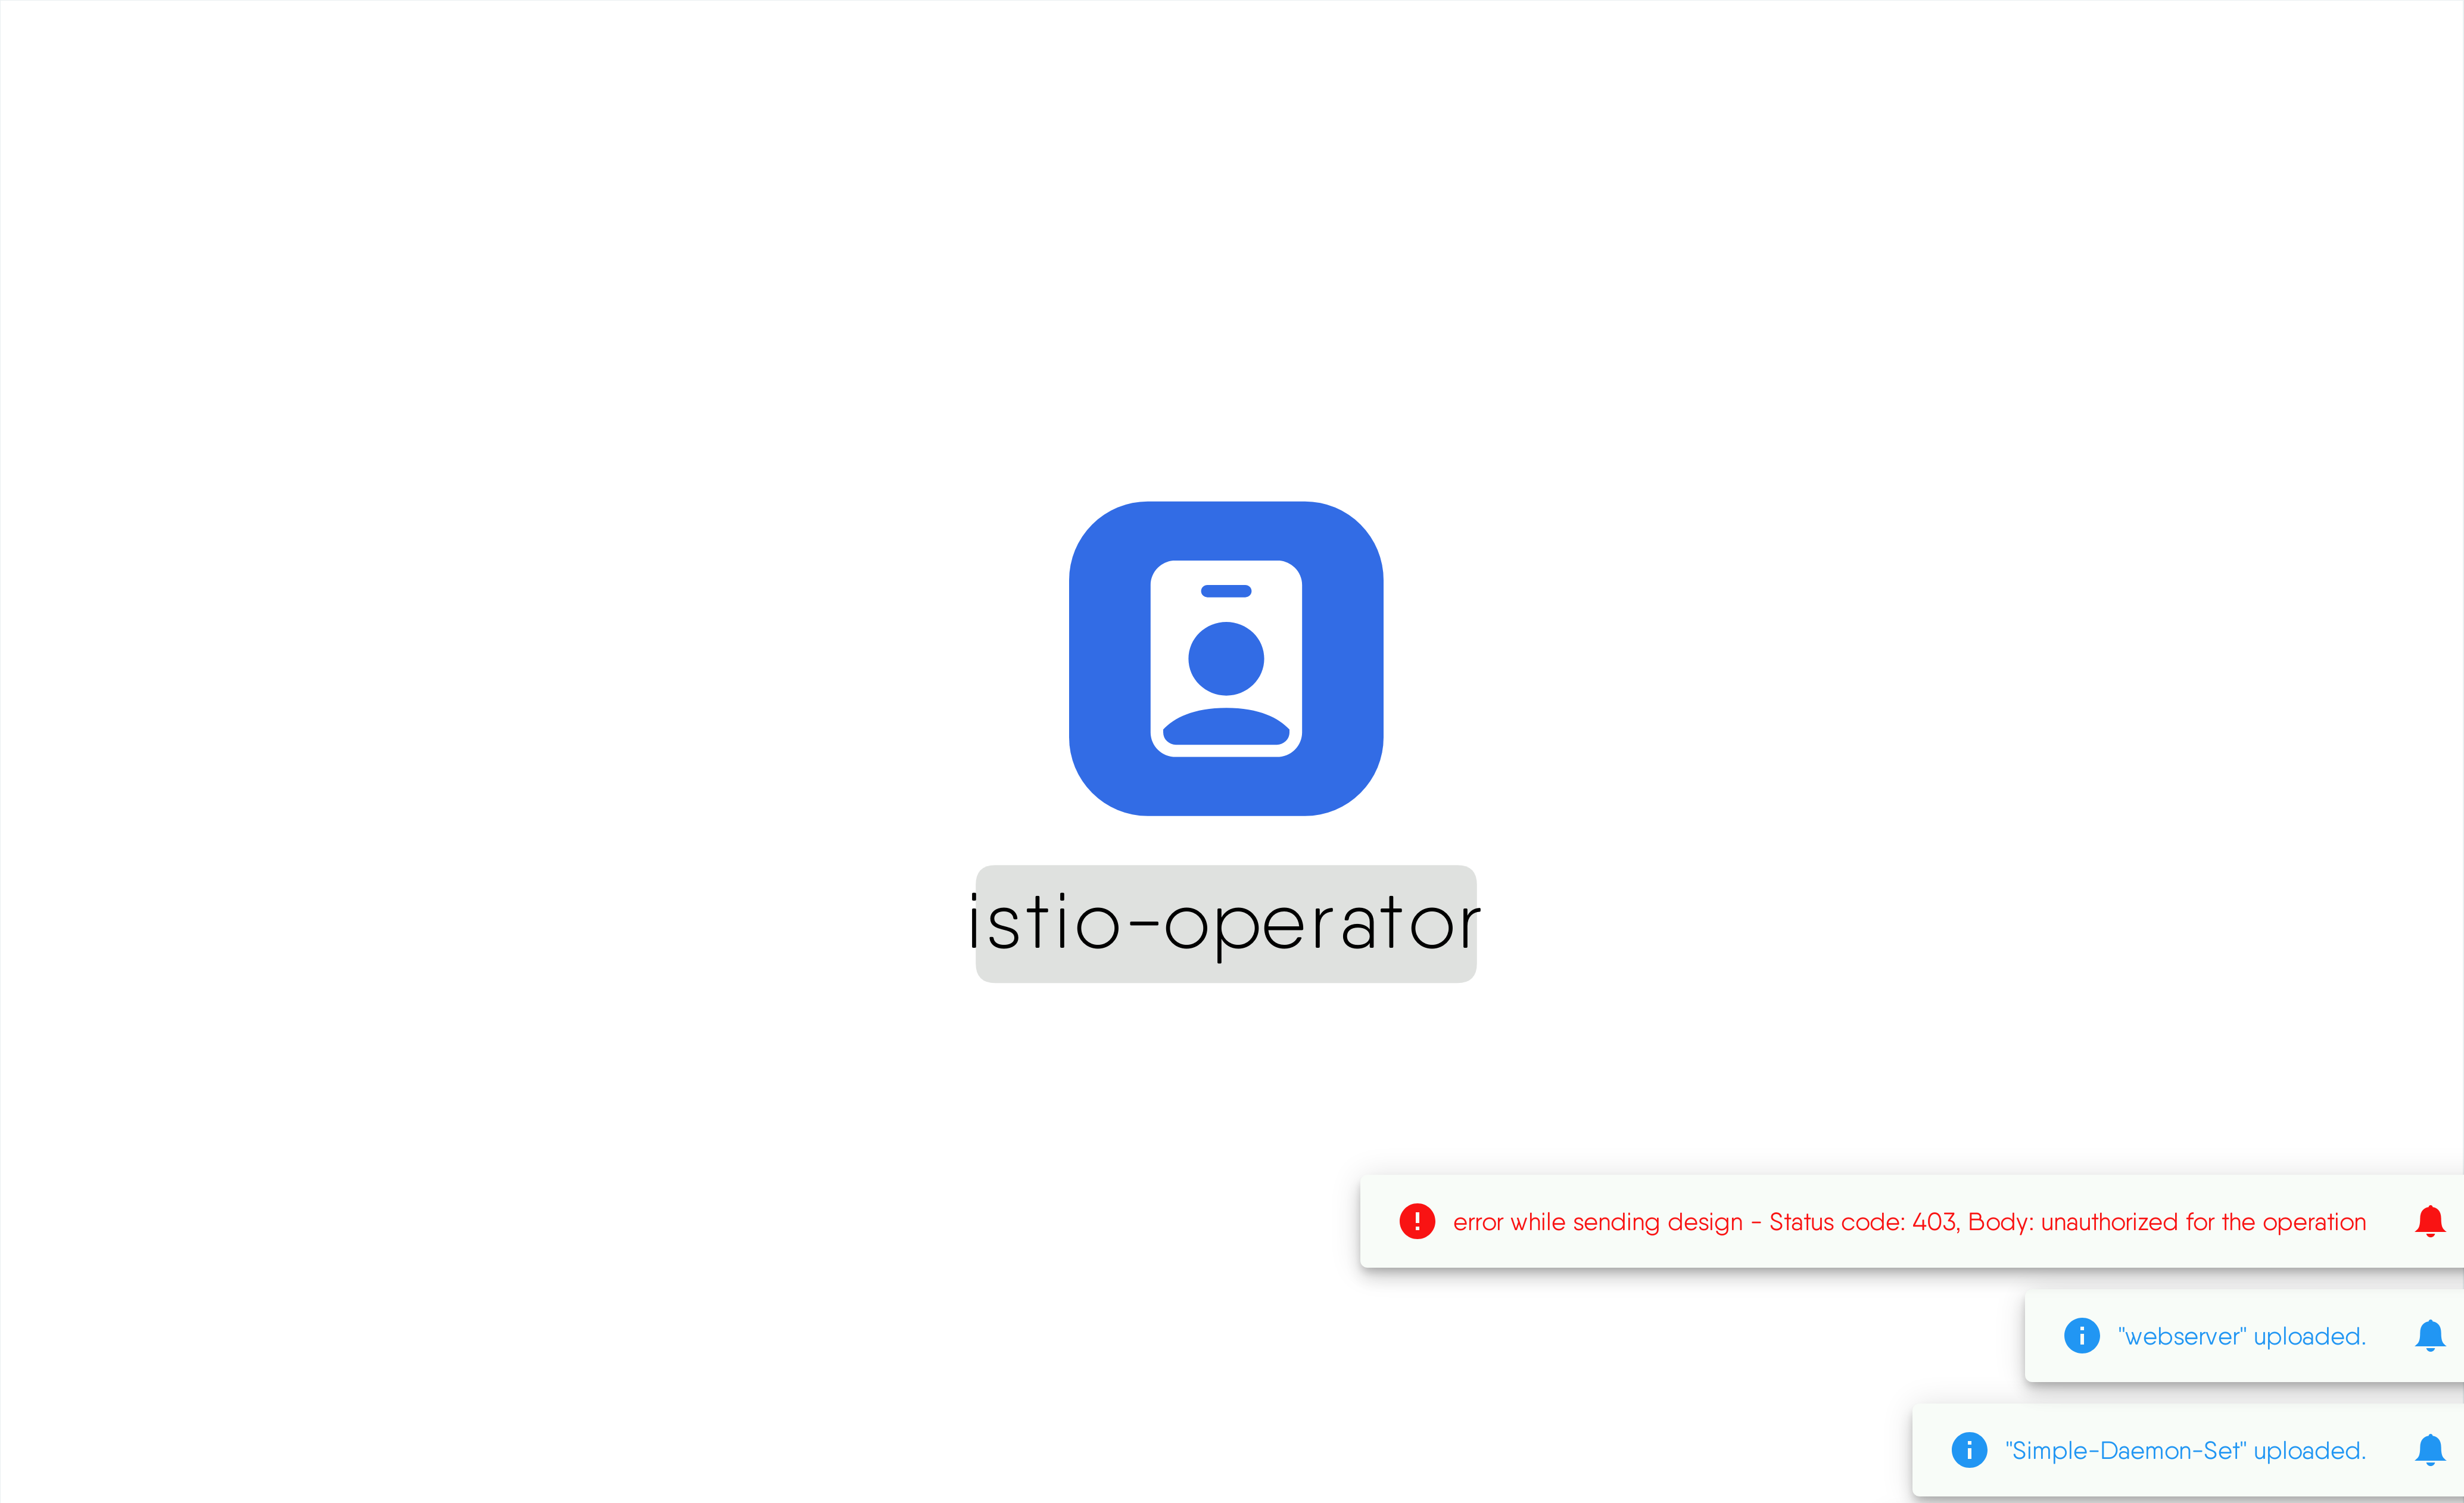 istio-operator
error while sending design - Status code: 403, Body: unauthorized for the operation
"webserver" uploaded.
"Simple-Daemon-Set" uploaded.